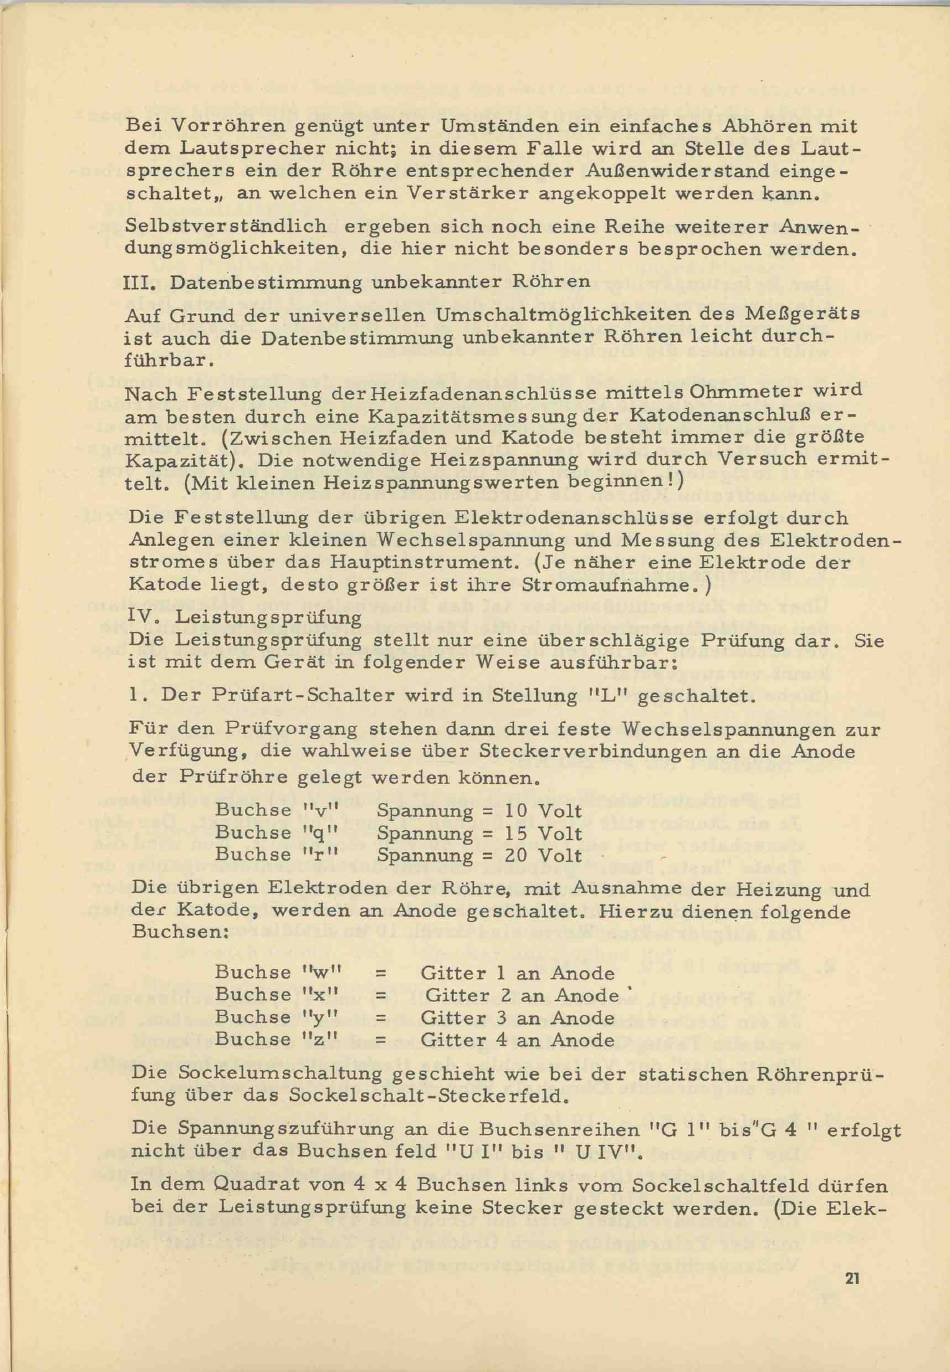 Bei Vorröhren genügt unter Umständen ein einfaches Abhören mit
dem Lautsprecher nicht; in diesem Falle wird an Stelle des Laut-
sprechers ein der Röhre entsprechender Außenwiderstand einge-
schaltet,, an welchen ein Verstärker angekoppelt werden kann.
Selbstverständlich ergeben sich noch eine Reihe weiterer Anwen-
dungsmöglichkeiten, die hier nicht besonders besprochen werden.
III. Datenbestimmung unbekannter Röhren
Auf Grund der universellen Umschaltmöglichkeiten des Meßgeräts
ist auch die Datenbestimmung unbekannter Röhren leicht durch-
führbar.
Nach Feststellung der Heizfadenanschlüsse mittels Ohmmeter wird
am besten durch eine Kapazitätsmessung der Katodenanschluß er-
mittelt. (Zwischen Heizfaden und Katode besteht immer die größte
Kapazität). Die notwendige Heizspannung wird durch Versuch ermit-
telt. (Mit kleinen Heizspannungswerten beginnen!)
Die Feststellung der übrigen Elektrodenanschlüsse erfolgt durch
Anlegen einer kleinen Wechselspannung und Messung des Elektroden-
stromes über das Hauptinstrument. (Je näher eine Elektrode der
Katode liegt, desto größer ist ihre Stromaufnahme.)
IV. Leistungsprüfung
Die Leistungsprüfung stellt nur eine überschlägige Prüfung dar. Sie
ist mit dem Gerät in folgender Weise ausführbar:
1. Der Prüfart-Schalter wird in Stellung "L" geschaltet.
Für den Prüfvorgang stehen dann drei feste Wechselspannungen zur
Verfügung, die wahlweise über Steckerverbindungen an die Anode
der Prüfröhre gelegt werden können.
Buchse "v" Spannung = 10 Volt
Buchse "q" Spannung = 15 Volt
Buchse "r" Spannung = 20 Volt
Die übrigen Elektroden der Röhre, mit Ausnahme der Heizung und
der Katode, werden an Anode geschaltet. Hierzu dienen folgende
Buchsen:
Buchse "w" = Gitter 1 an Anode
Buchse "x" = Gitter 2 an Anode
Buchse "y" = Gitter 3 an Anode
Buchse "z" = Gitter 4 an Anode
Die Sockelumschaltung geschieht wie bei der statischen Röhrenprü-
fung über das Sockelschalt-Steckerfeld.
Die Spannungszuführung an die Buchsenreihen "G 1" bis "G 4 " erfolgt
nicht über das Buchsen feld "U I" bis " U IV".
In dem Quadrat von 4 x 4 Buchsen links vom Sockelschaltfeld dürfen
bei der Leistungsprüfung keine Stecker gesteckt werden. (Die Elek-
21